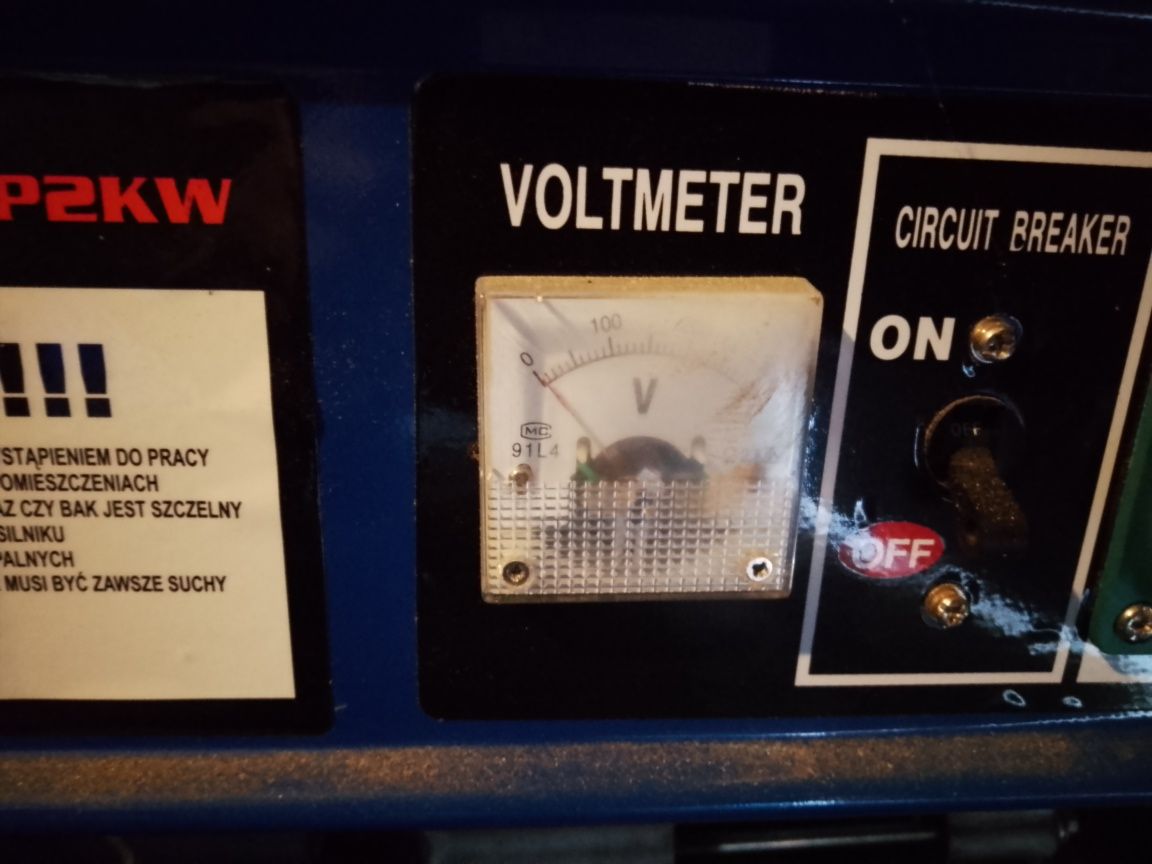 P2KW
!!!
STĄPIENIEM DO PRACY
OMIESZCZENIACH
AZ CZY BAK JEST SZCZELNY
SILNIKU
PALNYCH
MUSI BYĆ ZAWSZE SUCHY
VOLTMETER
0
100
V
MC
91L4
CIRCUIT BREAKER
ON
OFF
OFF